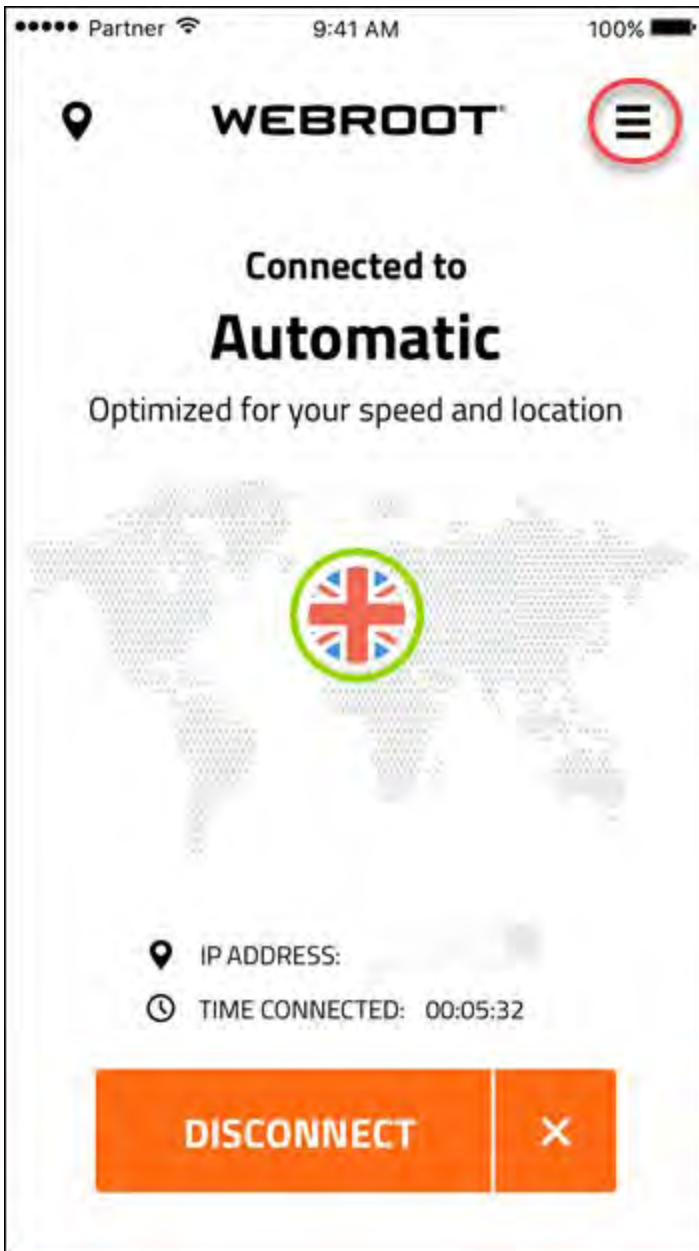 Partner 9:41 AM 100%
WEBROOT
Connected to
Automatic
Optimized for your speed and location
IP ADDRESS:
TIME CONNECTED: 00:05:32
DISCONNECT